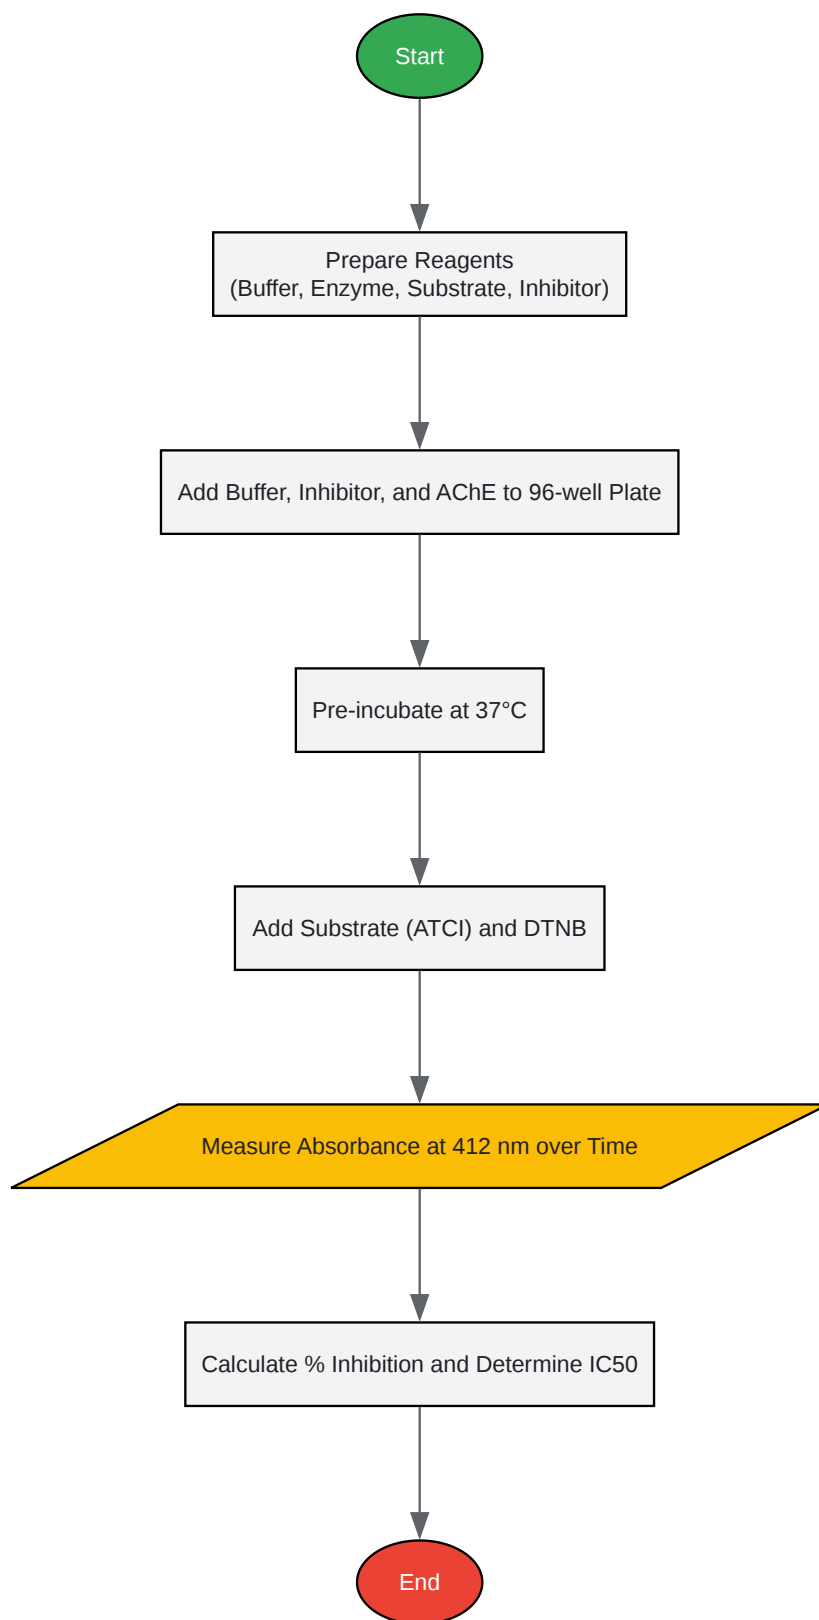 Start
Prepare Reagents
(Buffer, Enzyme, Substrate, Inhibitor)
Add Buffer, Inhibitor, and AChE to 96-well Plate
Pre-incubate at 37°C
Add Substrate (ATCI) and DTNB
Measure Absorbance at 412 nm over Time
Calculate % Inhibition and Determine IC50
End